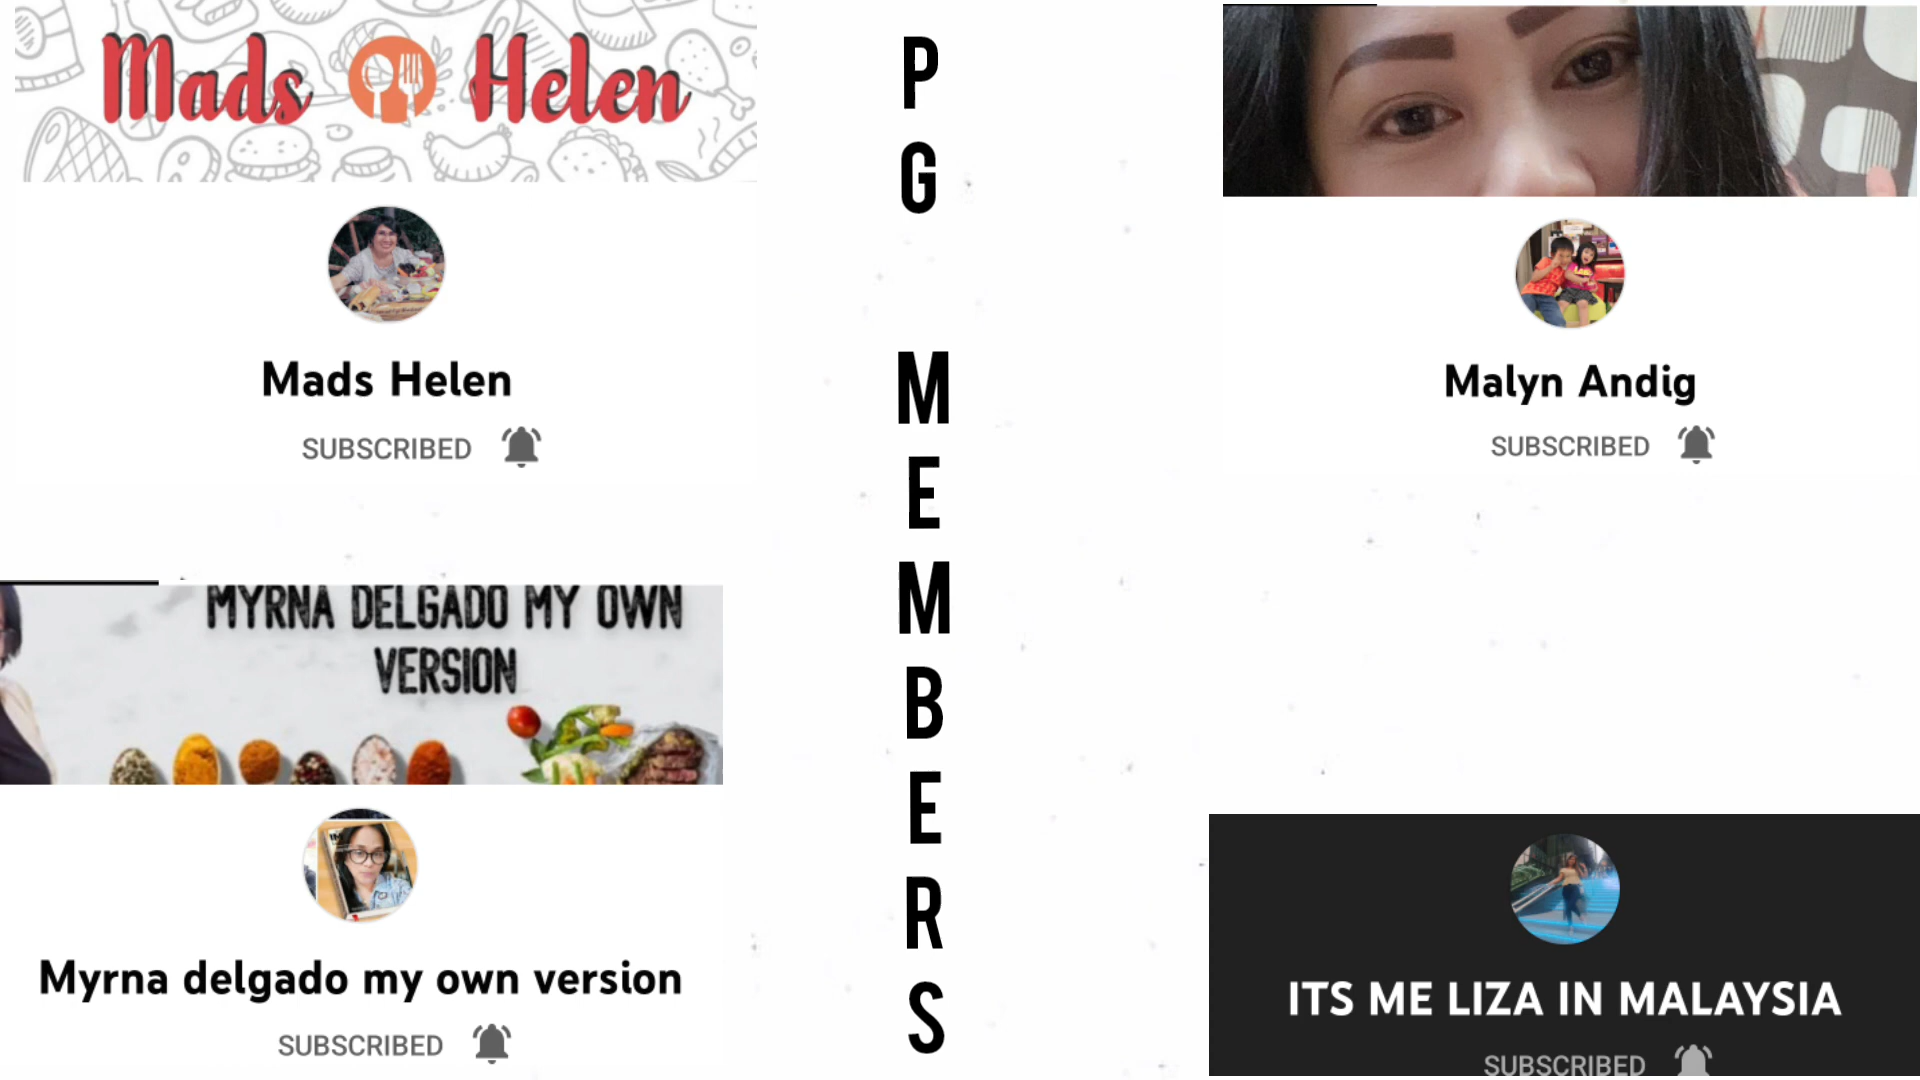 Mads Helen
Mads Helen
SUBSCRIBED
MYRNA DELGADO MY OWN
VERSION
Myrna delgado my own version
SUBSCRIBED
P
G
M
E
M
B
E
R
S
Malyn Andig
SUBSCRIBED
ITS ME LIZA IN MALAYSIA
SUBSCRIBED